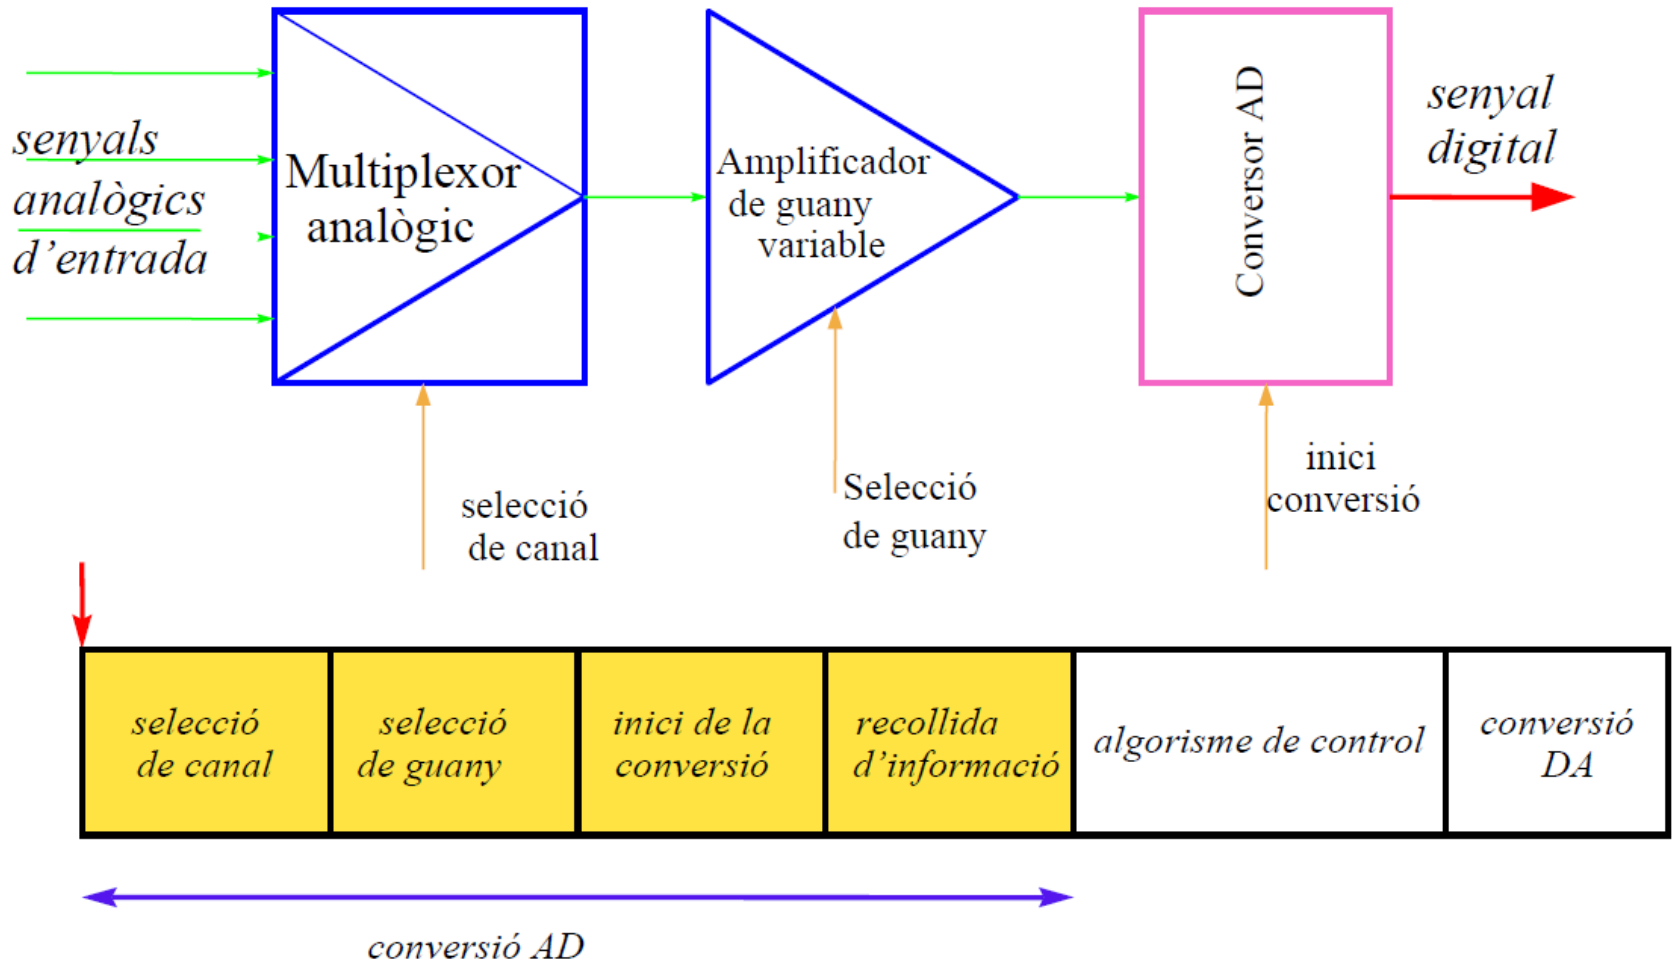 senyals
analògics
d’entrada
Multiplexor
analògic
Amplificador
de guany
variable
Conversor AD
senyal
digital
selecció
de canal
Selecció
de guany
inici
conversió
selecció
de canal
selecció
de guany
inici de la
conversió
recollida
d’informació
algorisme de control
conversió
DA
conversió AD